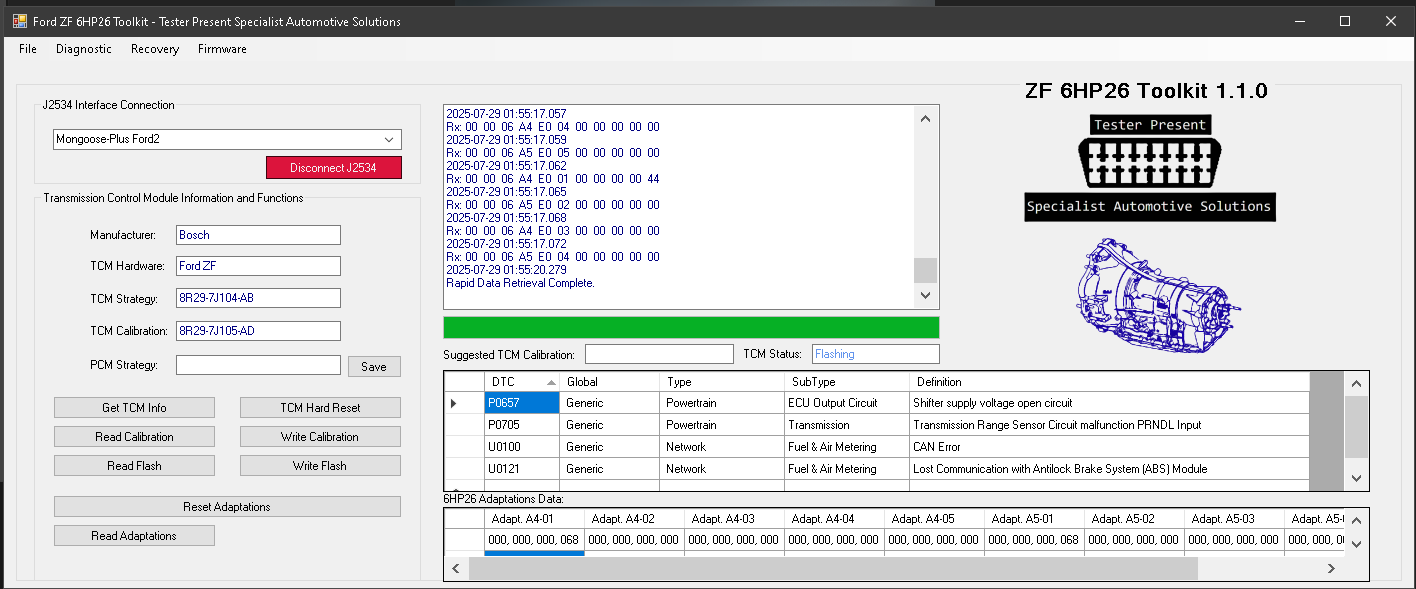 Ford ZF 6HP26 Toolkit - Tester Present Specialist Automotive Solutions
File Diagnostic Recovery Firmware
J2534 Interface Connection
Mongoose-Plus Ford2
Disconnect J2534
Transmission Control Module Information and Functions
Manufacturer: Bosch
TCM Hardware: Ford ZF
TCM Strategy: 8R29-7J104-AB
TCM Calibration: 8R29-7J105-AD
PCM Strategy: Save
Get TCM Info TCM Hard Reset
Read Calibration Write Calibration
Read Flash Write Flash
Reset Adaptations
Read Adaptations
2025-07-29 01:55:17.057
Rx: 00 00 06 A4 E0 04 00 00 00 00 00
2025-07-29 01:55:17.059
Rx: 00 00 06 A5 E0 05 00 00 00 00 00
2025-07-29 01:55:17.062
Rx: 00 00 06 A4 E0 01 00 00 00 00 44
2025-07-29 01:55:17.065
Rx: 00 00 06 A5 E0 02 00 00 00 00 00
2025-07-29 01:55:17.068
Rx: 00 00 06 A4 E0 03 00 00 00 00 00
2025-07-29 01:55:17.072
Rx: 00 00 06 A5 E0 04 00 00 00 00 00
2025-07-29 01:55:20.279
Rapid Data Retrieval Complete.
Suggested TCM Calibration: TCM Status: Flashing
ZF 6HP26 Toolkit 1.1.0
Tester Present
Specialist Automotive Solutions
DTC Global Type SubType Definition
P0657 Generic Powertrain ECU Output Circuit Shifter supply voltage open circuit
P0705 Generic Powertrain Transmission Transmission Range Sensor Circuit malfunction PRNDL Input
U0100 Generic Network Fuel & Air Metering CAN Error
U0121 Generic Network Fuel & Air Metering Lost Communication with Antilock Brake System (ABS) Module
6HP26 Adaptations Data:
Adapt. A4-01 Adapt. A4-02 Adapt. A4-03 Adapt. A4-04 Adapt. A4-05 Adapt. A5-01 Adapt. A5-02 Adapt. A5-03 Adapt. A5-
000, 000, 000, 068 000, 000, 000, 000 000, 000, 000, 000 000, 000, 000, 000 000, 000, 000, 000 000, 000, 000, 068 000, 000, 000, 000 000, 000, 000, 000 000, 000, 00